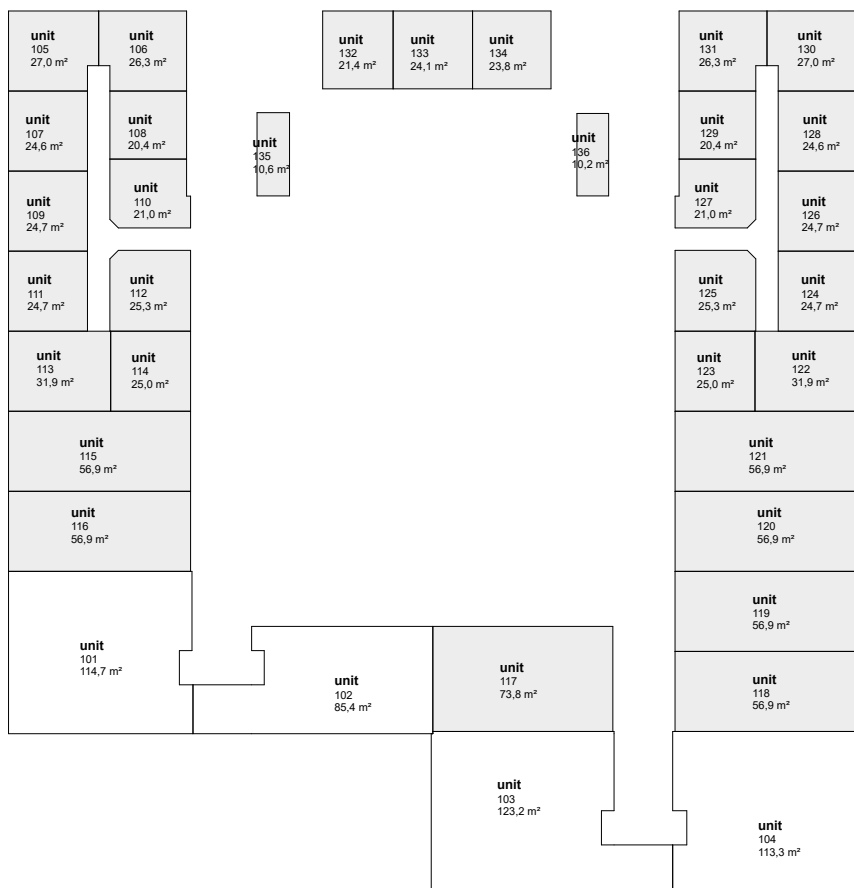 unit
105
27,0 m²
unit
106
26,3 m²
unit
132
21,4 m²
unit
133
24,1 m²
unit
134
23,8 m²
unit
131
26,3 m²
unit
130
27,0 m²
unit
107
24,6 m²
unit
108
20,4 m²
unit
135
10,6 m²
unit
136
10,2 m²
unit
129
20,4 m²
unit
128
24,6 m²
unit
109
24,7 m²
unit
110
21,0 m²
unit
127
21,0 m²
unit
126
24,7 m²
unit
111
24,7 m²
unit
112
25,3 m²
unit
125
25,3 m²
unit
124
24,7 m²
unit
113
31,9 m²
unit
114
25,0 m²
unit
123
25,0 m²
unit
122
31,9 m²
unit
115
56,9 m²
unit
121
56,9 m²
unit
116
56,9 m²
unit
120
56,9 m²
unit
119
56,9 m²
unit
101
114,7 m²
unit
102
85,4 m²
unit
117
73,8 m²
unit
118
56,9 m²
unit
103
123,2 m²
unit
104
113,3 m²